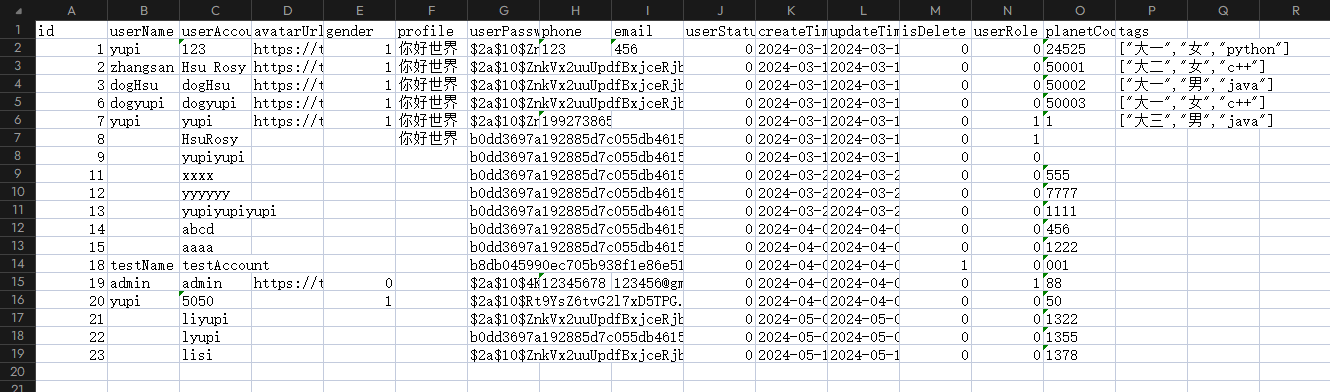 A B C D E F G H I J K L M N O P Q R
1 id userName userAccou avatarUrl gender profile userPassw phone email userStatu createTim updateTim isDelete userRole planetCod tags
2 1 yupi 123 https://t 1 你好世界 $2a$10$Zn 123 456 0 2024-03-1 2024-03-1 0 0 24525 ["大一","女","python"]
3 2 zhangsan Hsu Rosy https://t 1 你好世界 $2a$10$ZnkVx2uuUpdfBxjceRjb 0 2024-03-1 2024-03-1 0 0 50001 ["大二","女","c++"]
4 3 dogHsu dogHsu https://t 1 你好世界 $2a$10$ZnkVx2uuUpdfBxjceRjb 0 2024-03-1 2024-03-1 0 0 50002 ["大一","男","java"]
5 6 dogyupi dogyupi https://t 1 你好世界 $2a$10$ZnkVx2uuUpdfBxjceRjb 0 2024-03-1 2024-03-1 0 0 50003 ["大一","女","c++"]
6 7 yupi yupi https://t 1 你好世界 $2a$10$Zn 199273865 0 2024-03-1 2024-03-1 0 1 1 ["大三","男","java"]
7 8 HsuRosy 你好世界 b0dd3697a192885d7c055db4615 0 2024-03-1 2024-03-1 0 1
8 9 yupiyupi b0dd3697a192885d7c055db4615 0 2024-03-1 2024-03-1 0 0
9 11 xxxx b0dd3697a192885d7c055db4615 0 2024-03-2 2024-03-2 0 0 555
10 12 yyyyyy b0dd3697a192885d7c055db4615 0 2024-03-2 2024-03-2 0 0 7777
11 13 yupiyupiyupi b0dd3697a192885d7c055db4615 0 2024-03-2 2024-03-2 0 0 1111
12 14 abcd b0dd3697a192885d7c055db4615 0 2024-04-0 2024-04-0 0 0 456
13 15 aaaa b0dd3697a192885d7c055db4615 0 2024-04-0 2024-04-0 0 0 1222
14 18 testName testAccount b8db045990ec705b938f1e86e51 0 2024-04-0 2024-04-0 1 0 001
15 19 admin admin https://t 0 12345678 123456@gm 0 2024-04-0 2024-04-0 0 1 88
16 20 yupi 5050 1 $2a$10$Rt9YsZ6tvG2l7xD5TPG. 0 2024-04-0 2024-04-0 0 0 50
17 21 liyupi $2a$10$ZnkVx2uuUpdfBxjceRjb 0 2024-05-0 2024-05-0 0 0 1322
18 22 lyupi b0dd3697a192885d7c055db4615 0 2024-05-0 2024-05-0 0 0 1355
19 23 lisi $2a$10$ZnkVx2uuUpdfBxjceRjb 0 2024-05-1 2024-05-1 0 0 1378
20
21